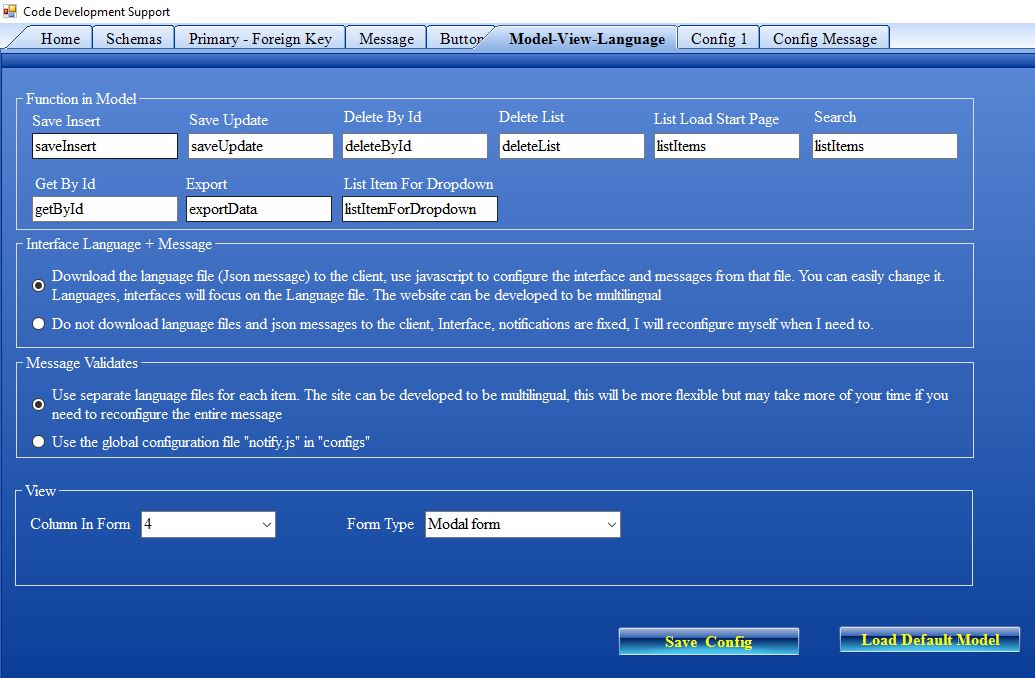 Code Development Support
Home Schemas Primary - Foreign Key Message Button Model-View-Language Config 1 Config Message
Function in Model
Save Insert Save Update Delete By Id Delete List List Load Start Page Search
saveInsert saveUpdate deleteById deleteList listItems listItems
Get By Id Export List Item For Dropdown
getById exportData listItemForDropdown
Interface Language + Message
Download the language file (Json message) to the client, use javascript to configure the interface and messages from that file. You can easily change it.
Languages, interfaces will focus on the Language file. The website can be developed to be multilingual
Do not download language files and json messages to the client, Interface, notifications are fixed, I will reconfigure myself when I need to.
Message Validates
Use separate language files for each item. The site can be developed to be multilingual, this will be more flexible but may take more of your time if you
need to reconfigure the entire message
Use the global configuration file "notify.js" in "configs"
View
Column In Form 4 Form Type Modal form
Save Config Load Default Model